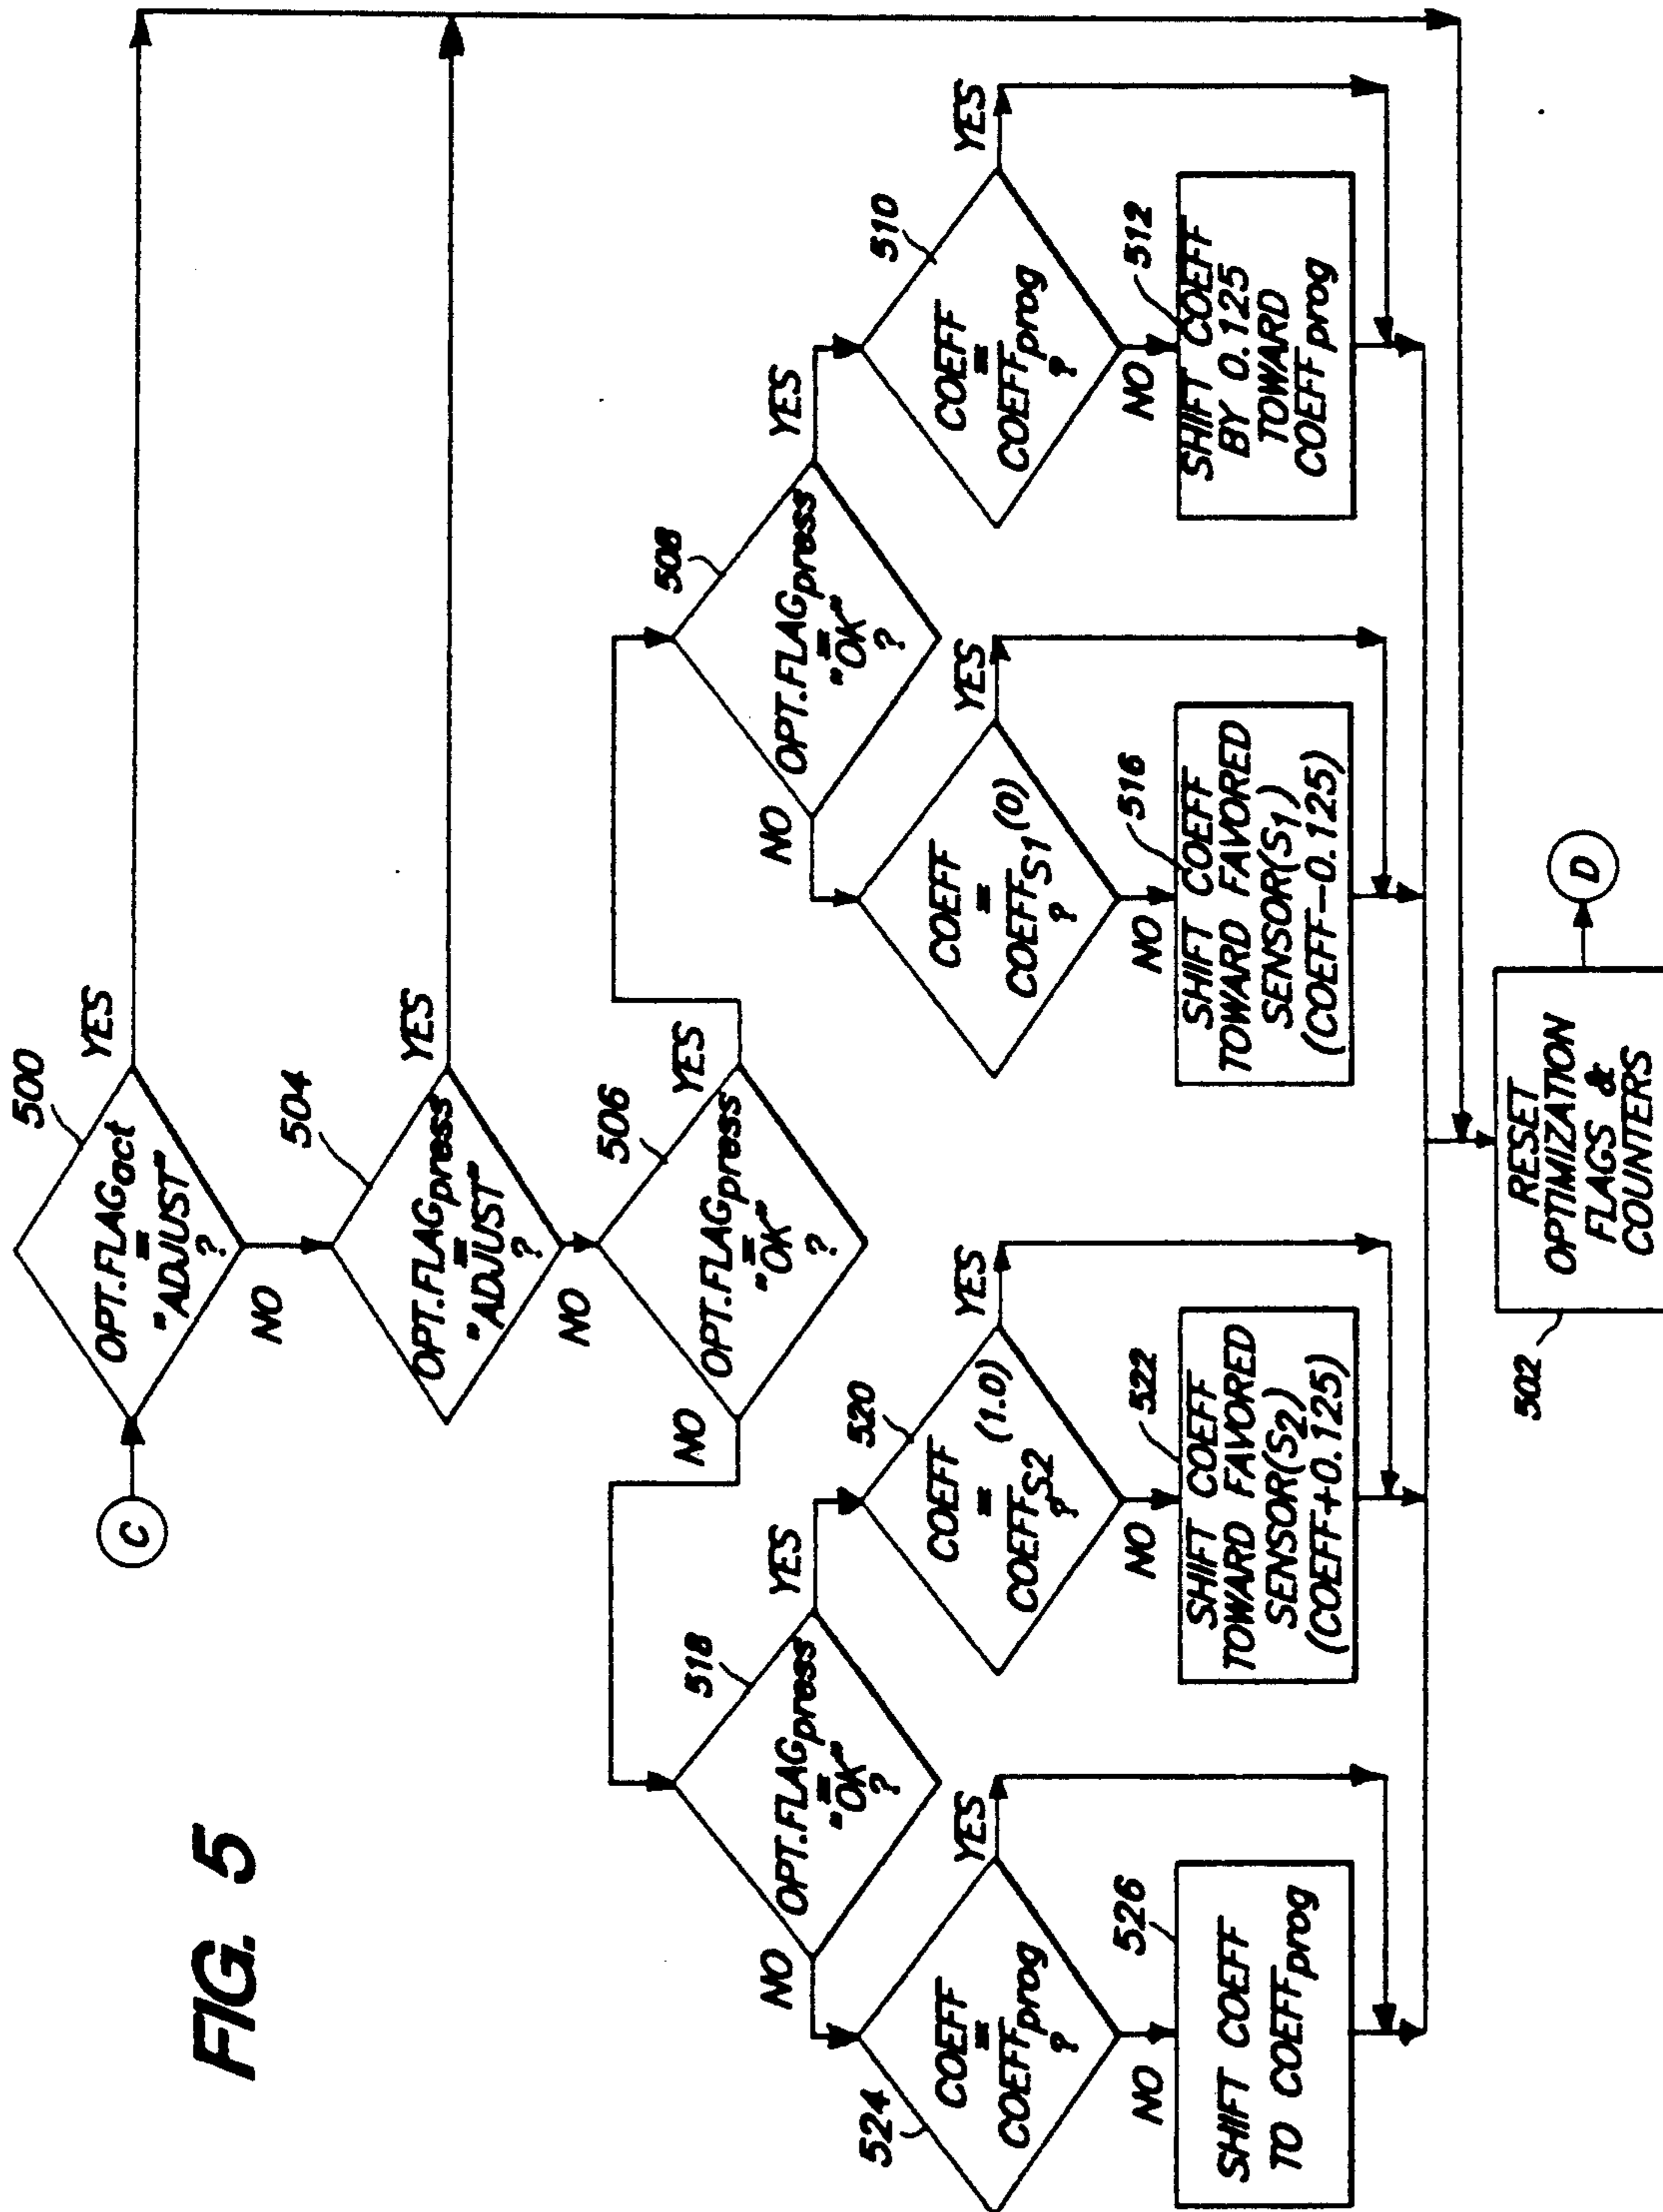 FIG. 5
C
500
OPT.FLAGact
=
"ADJUST"
?
YES
NO
504
OPT.FLAGpress
=
"ADJUST"
?
YES
NO
506
OPT.FLAGpress
=
"OK"
?
YES
NO
518
OPT.FLAGpress
=
"OK"
?
YES
NO
508
OPT.FLAGpress
=
"OK"
?
YES
NO
524
COEFF
=
COEFFprog
?
YES
NO
520
COEFF
=
(1.0)
COEFFS2
?
YES
NO
COEFF
=
COEFFS1(0)
?
YES
NO
510
COEFF
=
COEFFprog
?
YES
NO
526
SHIFT COEFF
TO COEFFprog
522
SHIFT COEFF
TOWARD FAVORED
SENSOR(S2)
(COEFF+0.125)
516
SHIFT COEFF
TOWARD FAVORED
SENSOR(S1)
(COEFF-0.125)
512
SHIFT COEFF
BY 0.125
TOWARD
COEFFprog
502
RESET
OPTIMIZATION
FLAGS &
COUNTERS
D